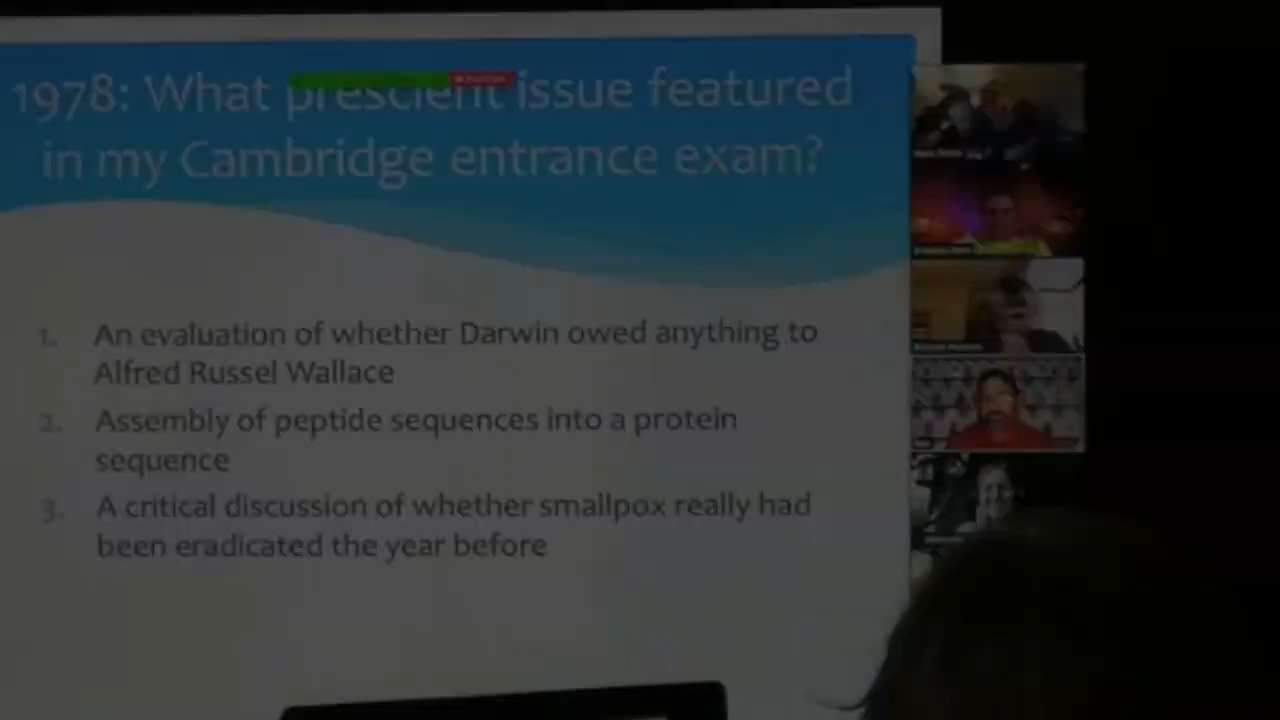 1978: What prescient issue featured
in my Cambridge entrance exam?
1. An evaluation of whether Darwin owed anything to
Alfred Russel Wallace
2. Assembly of peptide sequences into a protein
sequence
3. A critical discussion of whether smallpox really had
been eradicated the year before